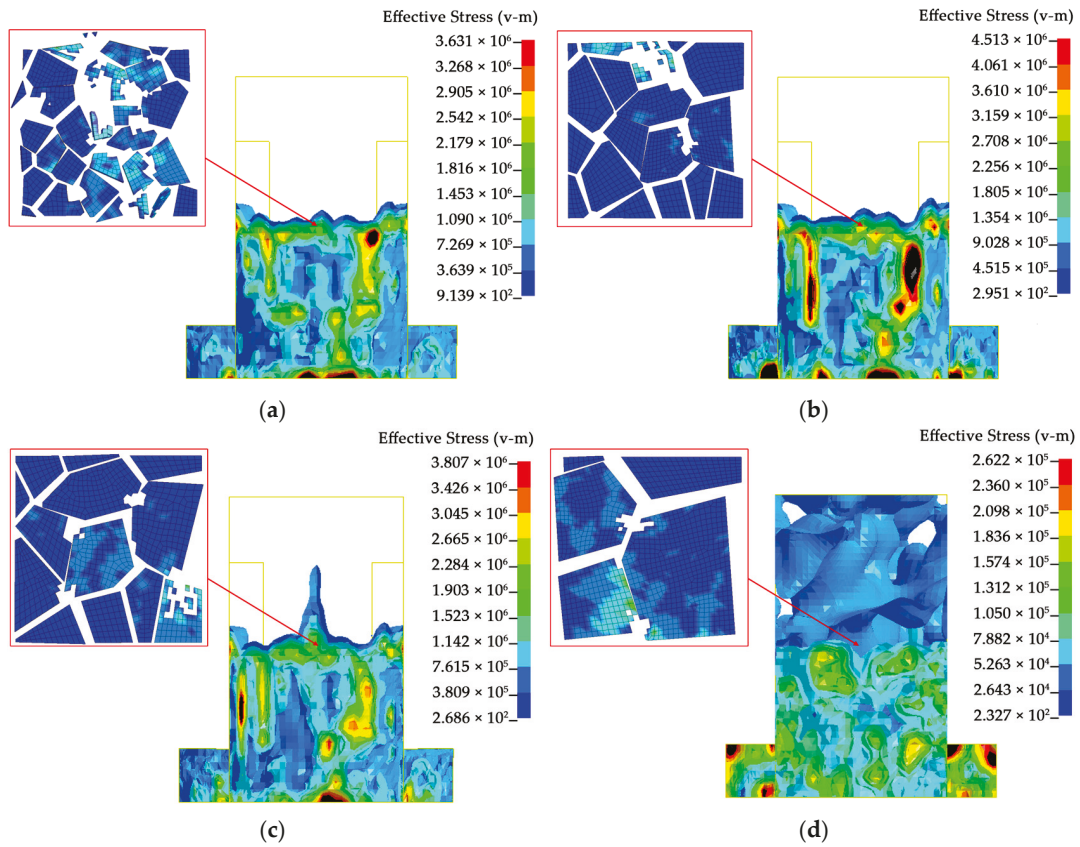 Effective Stress (v-m)
3.631 × 10⁶
3.268 × 10⁶
2.905 × 10⁶
2.542 × 10⁶
2.179 × 10⁶
1.816 × 10⁶
1.453 × 10⁶
1.090 × 10⁶
7.269 × 10⁵
3.639 × 10⁵
9.139 × 10²
(a)
Effective Stress (v-m)
4.513 × 10⁶
4.061 × 10⁶
3.610 × 10⁶
3.159 × 10⁶
2.708 × 10⁶
2.256 × 10⁶
1.805 × 10⁶
1.354 × 10⁶
9.028 × 10⁵
4.515 × 10⁵
2.951 × 10²
(b)
Effective Stress (v-m)
3.807 × 10⁶
3.426 × 10⁶
3.045 × 10⁶
2.665 × 10⁶
2.284 × 10⁶
1.903 × 10⁶
1.523 × 10⁶
1.142 × 10⁶
7.615 × 10⁵
3.809 × 10⁵
2.686 × 10²
(c)
Effective Stress (v-m)
2.622 × 10⁵
2.360 × 10⁵
2.098 × 10⁵
1.836 × 10⁵
1.574 × 10⁵
1.312 × 10⁵
1.050 × 10⁵
7.882 × 10⁴
5.263 × 10⁴
2.643 × 10⁴
2.327 × 10²
(d)